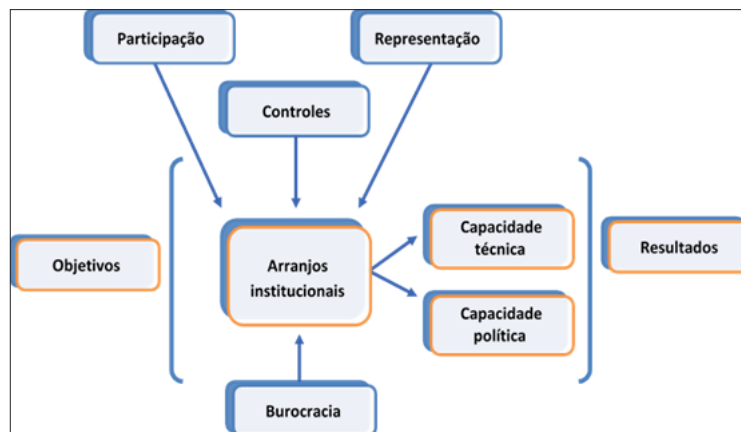 Participação
Representação
Controles
Objetivos
Arranjos
institucionais
Capacidade
técnica
Capacidade
política
Resultados
Burocracia